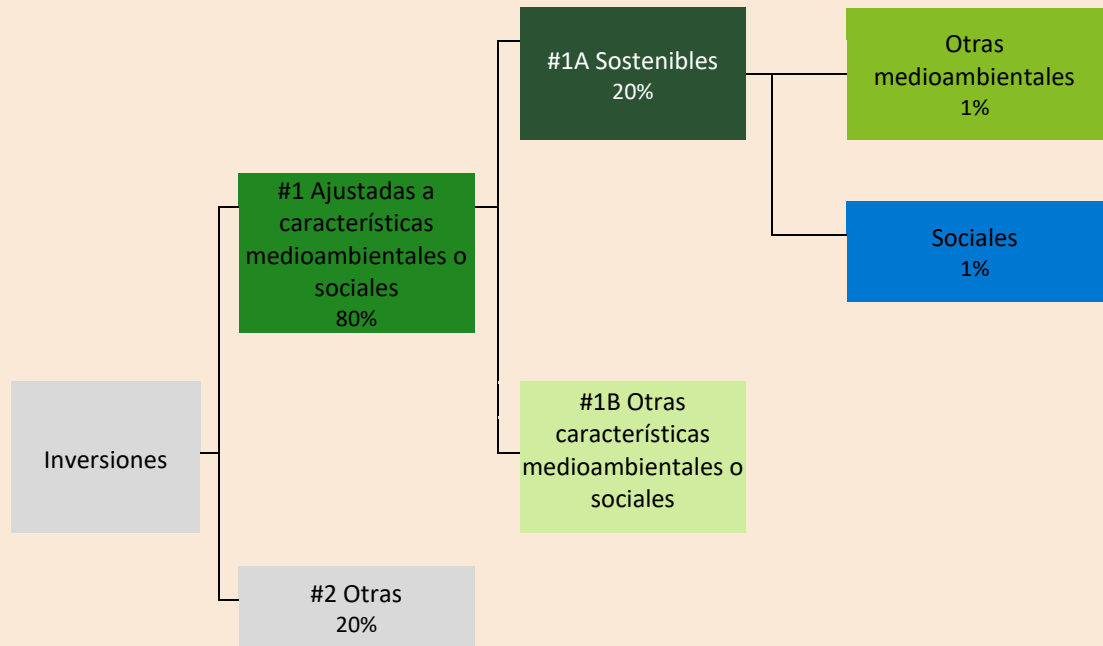 Inversiones
#1 Ajustadas a
características
medioambientales o
sociales
80%
#2 Otras
20%
#1A Sostenibles
20%
#1B Otras
características
medioambientales o
sociales
Otras
medioambientales
1%
Sociales
1%